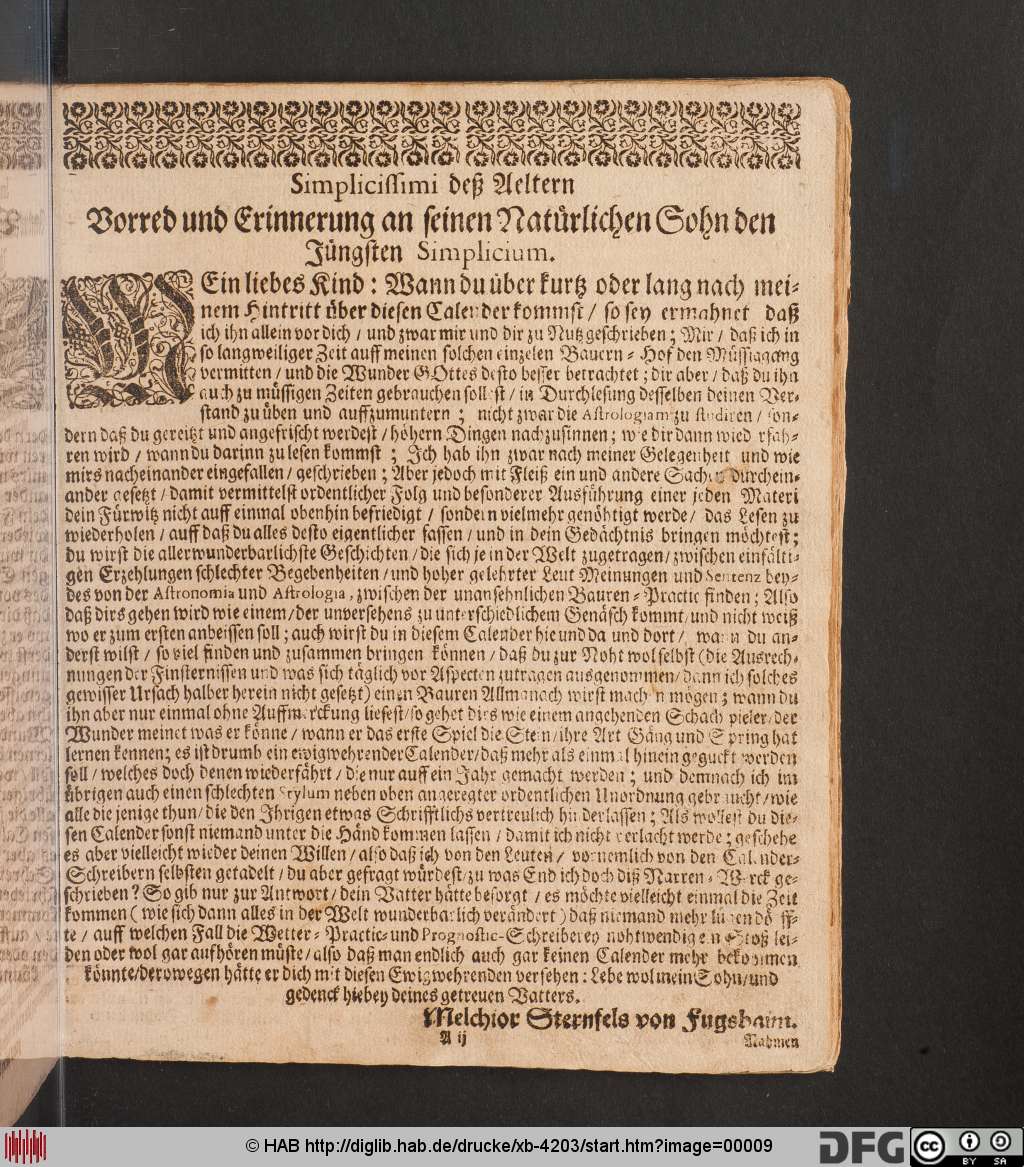 Simplicissimi deß Aeltern
Vorred und Erinnerung an seinen Natürlichen Sohn den
Jüngsten Simplicium.
MEin liebes Kind: Wann du über kurtz oder lang nach mei-
nem Hintritt über diesen Calender kommst / so sey ermahnet daß
ich ihn allein vor dich / und zwar mir und dir zu Nutz geschrieben; Mir / daß ich in
so langweiliger Zeit auff meinen solchen einzelen Bauern-Hof den Müssiggang
vermitten / und die Wunder GOttes desto besser betrachtet; dir aber / daß du ihn
auch zu müssigen Zeiten gebrauchen sollest / in Durchlesung desselben deinen Ver-
stand zu üben und auffzumuntern; nicht zwar die Astrologiam zu studiren / son-
dern daß du gereitzt und angefrischt werdest / höhern Dingen nachzusinnen; wie dir dann wied rfah-
ren wird / wann du darinn zu lesen kommst; Ich hab ihn zwar nach meiner Gelegenheit und wie
mirs nacheinander eingefallen / geschrieben; Aber jedoch mit Fleiß ein und andere Sachen durchein-
ander gesetzt / damit vermittelst ordentlicher Folg und besonderer Ausführung einer jeden Materi
dein Fürwitz nicht auff einmal obenhin befriedigt / sondern vielmehr genöhtigt werde / das Lesen zu
wiederholen / auff daß du alles desto eigentlicher fassen / und in dein Gedächtnis bringen möchtest;
du wirst die allerwunderbarlichste Geschichten / die sich je in der Welt zugetragen / zwischen einfälti-
gen Erzehlungen schlechter Begebenheiten / und hoher gelehrter Leut Meinungen und Sentenz bey-
des von der Astronomia und Astrologia, zwischen der unansehnlichen Bauren-Practic finden; Also
daß dirs gehen wird wie einem / der unversehens zu unterschiedlichem Genäsch kommt / und nicht weiß
wo er zum ersten anbeissen soll; auch wirst du in diesem Calender hie und da und dort / wann du an-
derst wilst / so viel finden und zusammen bringen können / daß du zur Noht wol selbst (die Ausrech-
nungen der Finsternissen und was sich täglich vor Aspecten zutragen ausgenommen / dann ich solches
gewisser Ursach halber herein nicht gesetzt) einen Bauren Allmanach wirst machen mögen; wann du
ihn aber nur einmal ohne Auffmerckung liesest / so gehet dirs wie einem angehenden Schachspieler / der
Wunder meinet was er könne / wann er das erste Spiel die Stein / ihre Art Gäng und Spring hat
lernen kennen; es ist drumb ein ewigwehrender Calender / daß mehr als einmal hinein geguckt werden
soll / welches doch denen wiederfährt / die nur auff ein Jahr gemacht werden; und demnach ich im
übrigen auch einen schlechten Stylum neben oben angeregter ordentlichen Unordnung gebraucht / wie
alle die jenige thun / die den Ihrigen etwas Schrifftlichs vertreulich hinderlassen; Als wollest du die-
sen Calender sonst niemand unter die Händ kommen lassen / damit ich nicht verlacht werde; geschehe
es aber vielleicht wieder deinen Willen / also daß ich von den Leuten / vornemlich von den Calender-
Schreibern selbsten getadelt / du aber gefragt würdest / zu was End ich doch diß Narren-Werck ge-
schrieben? So gib nur zur Antwort / dein Vatter hätte besorgt / es möchte vielleicht einmal die Zeit
kommen (wie sich dann alles in der Welt wunderbarlich verändert) daß niemand mehr lügen dörff-
te / auff welchen Fall die Wetter-Practic- und Prognostic-Schreiberey nohtwendig ein Stoß lei-
den oder wol gar aufhören müste / also daß man endlich auch gar keinen Calender mehr bekommen
könnte / derowegen hätte er dich mit diesen Ewigwehrenden versehen: Lebe wol mein Sohn / und
gedenck hiebey deines getreuen Vatters.
Melchior Sternfels von Fugshaim.
A ij
Nahmen
© HAB http://diglib.hab.de/drucke/xb-4203/start.htm?image=00009
DFG
cc BY SA